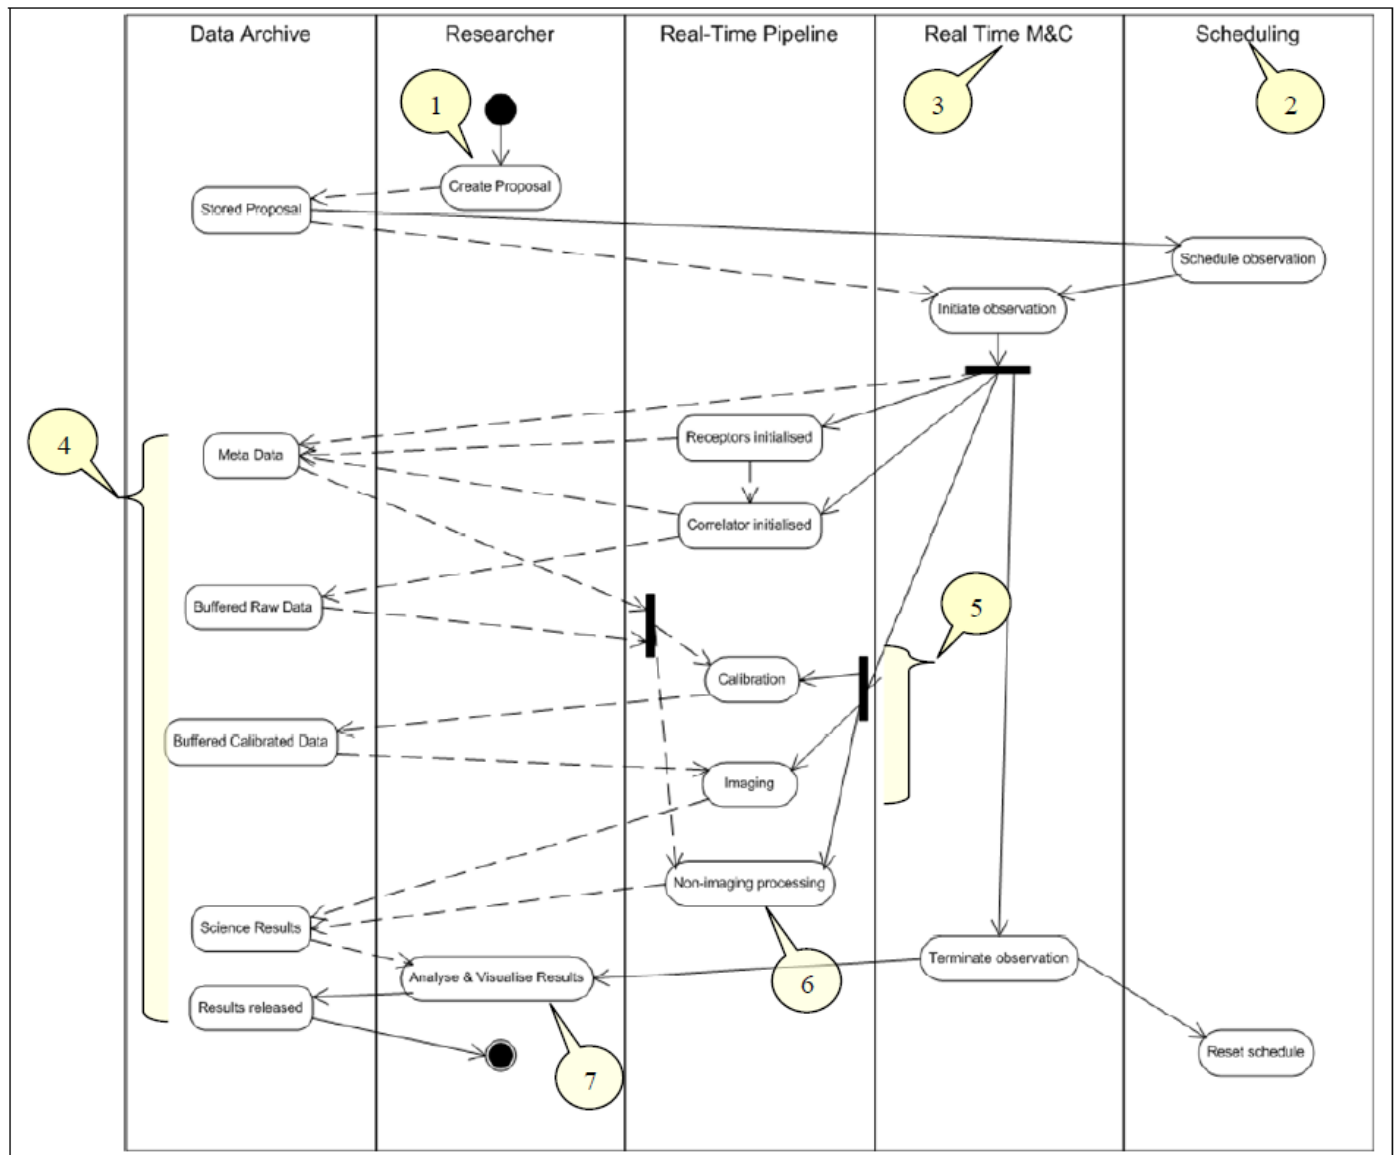 Data Archive
Researcher
Real-Time Pipeline
Real Time M&C
Scheduling
1
3
2
Create Proposal
Stored Proposal
Schedule observation
Initiate observation
4
Receptors initialised
Meta Data
Correlator initialised
Buffered Raw Data
5
Calibration
Buffered Calibrated Data
Imaging
Non-imaging processing
Science Results
Terminate observation
Analyse & Visualise Results
6
Results released
Reset schedule
7